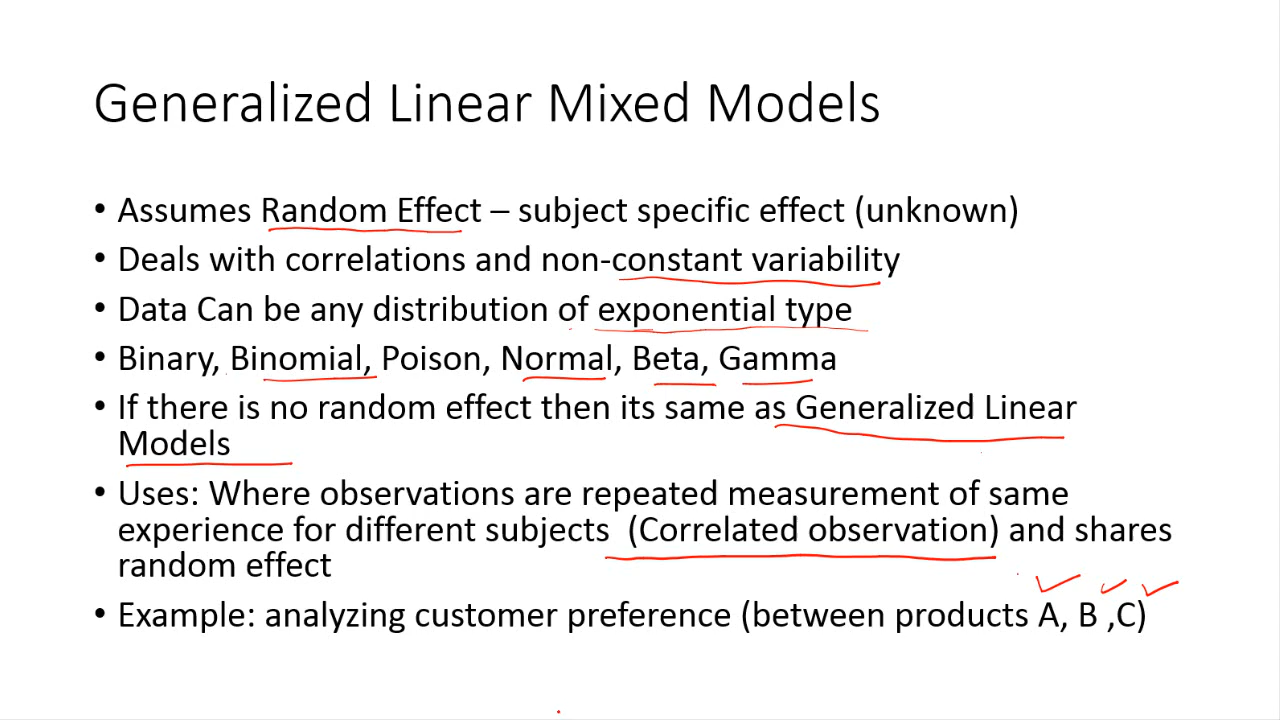 Generalized Linear Mixed Models
• Assumes Random Effect – subject specific effect (unknown)
• Deals with correlations and non-constant variability
• Data Can be any distribution of exponential type
• Binary, Binomial, Poison, Normal, Beta, Gamma
• If there is no random effect then its same as Generalized Linear
Models
• Uses: Where observations are repeated measurement of same
experience for different subjects  (Correlated observation) and shares
random effect
• Example: analyzing customer preference (between products A, B ,C)